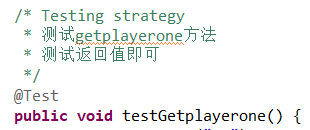 /* Testing strategy
* 测试getplayerone方法
* 测试返回值即可
*/
@Test
public void testGetplayerone() {